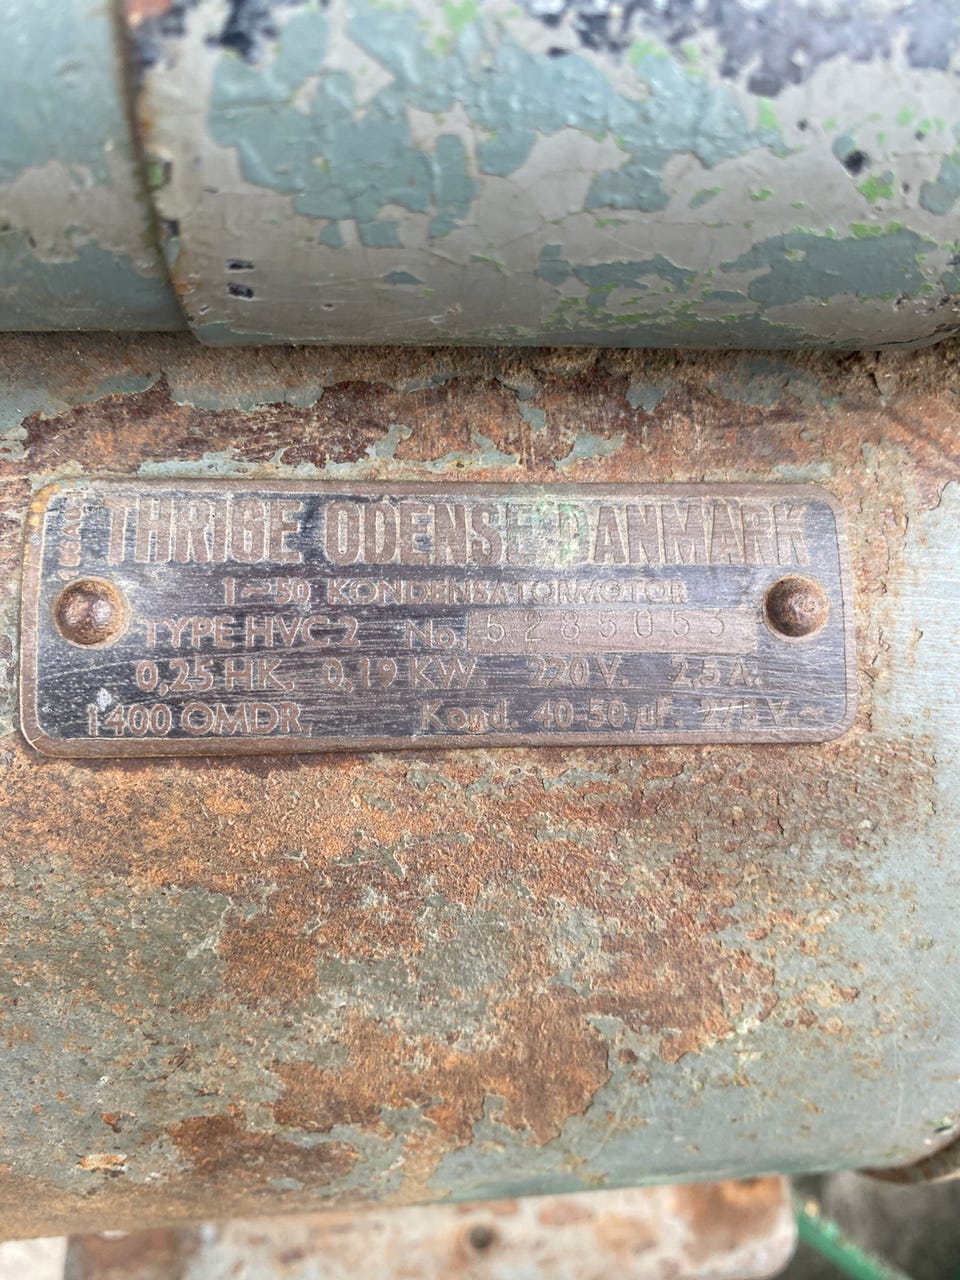 THRIGE ODENSE DANMARK
1~50 KONDENSATORMOTOR
TYPE HVC-2 No. 5285053
0,25 HK. 0,19 KW. 220 V. 2,5 A.
1400 OMDR. Kond. 40-50 µF. V.~